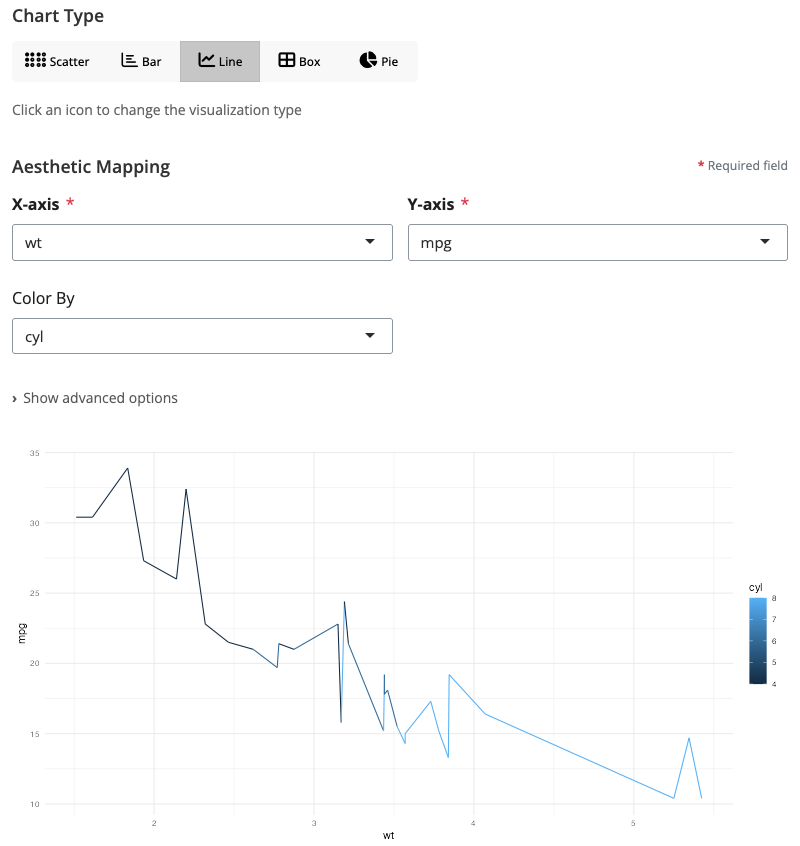 Chart Type
Scatter Bar Line Box Pie
Click an icon to change the visualization type
Aesthetic Mapping * Required field
X-axis * Y-axis *
wt mpg
Color By
cyl
› Show advanced options
35
30
25
20
15
10
mpg
2 3 4 5
wt
cyl
8
7
6
5
4